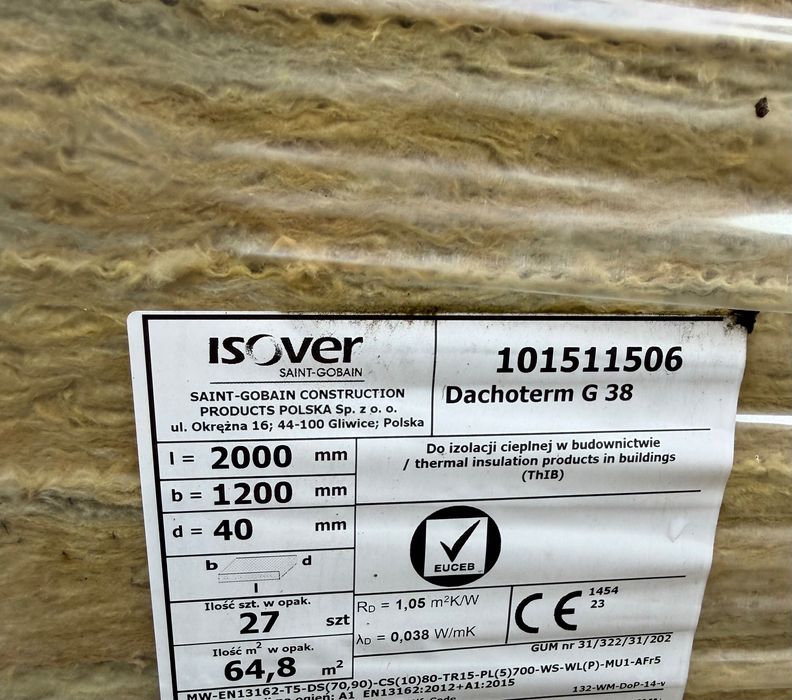 ISOVER
SAINT-GOBAIN
SAINT-GOBAIN CONSTRUCTION
PRODUCTS POLSKA Sp. z o. o.
ul. Okrężna 16; 44-100 Gliwice; Polska
101511506
Dachoterm G 38
l = 2000 mm
b = 1200 mm
d = 40 mm
Do izolacji cieplnej w budownictwie
/ thermal insulation products in buildings
(ThIB)
b d
l
EUCEB
Ilość szt. w opak.
27 szt
Ilość m² w opak.
64,8 m²
RD = 1,05 m²K/W
λD = 0,038 W/mK
CE 1454
23
GUM nr 31/322/31/202
MW-EN13162-T5-DS(70,90)-CS(10)80-TR15-PL(5)700-WS-WL(P)-MU1-AFr5
na ogień: A1 EN13162:2012+A1:2015
132-WM-DoP-14-v
Code